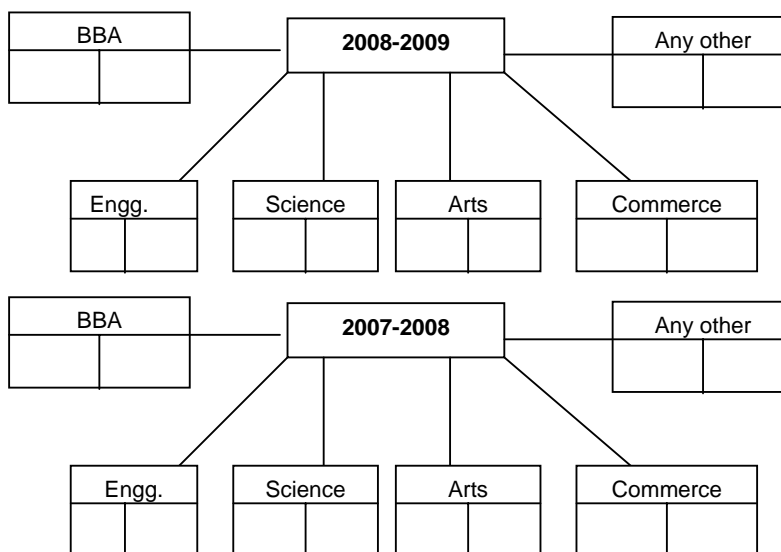 BBA
2008-2009
Any other
Engg.
Science
Arts
Commerce
BBA
2007-2008
Any other
Engg.
Science
Arts
Commerce